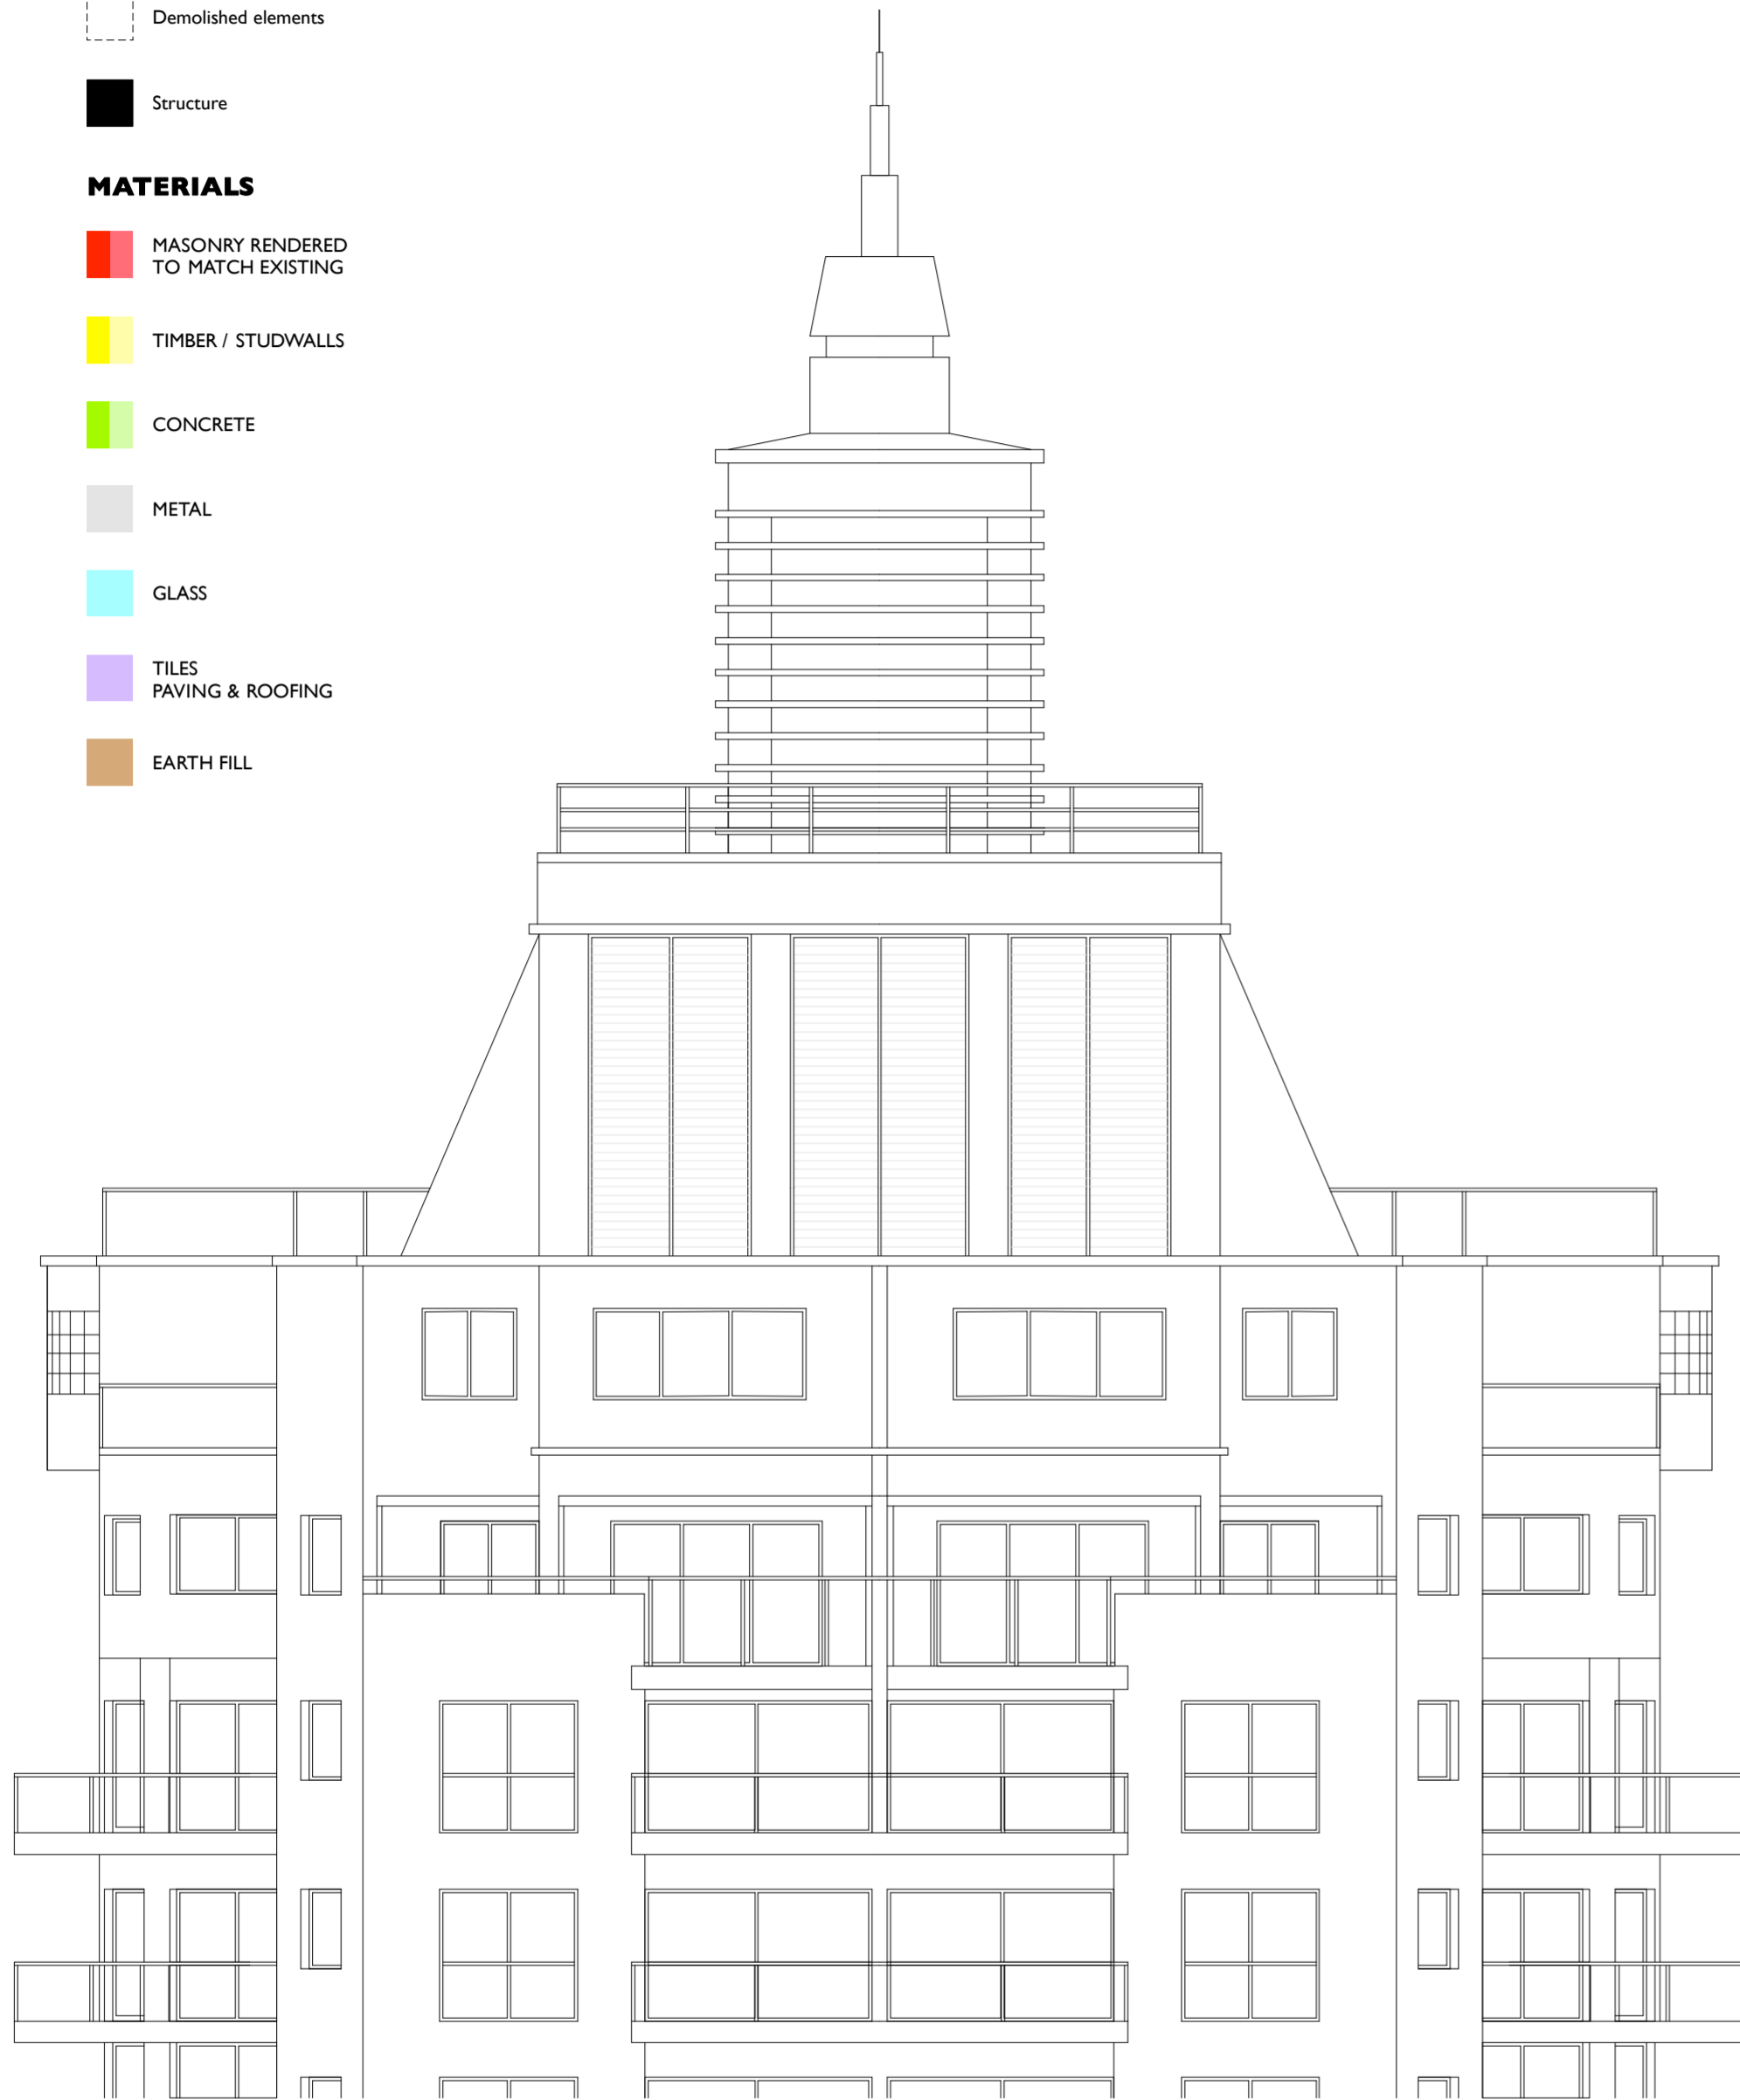 Demolished elements
Structure
MATERIALS
MASONRY RENDERED
TO MATCH EXISTING
TIMBER / STUDWALLS
CONCRETE
METAL
GLASS
TILES
PAVING & ROOFING
EARTH FILL